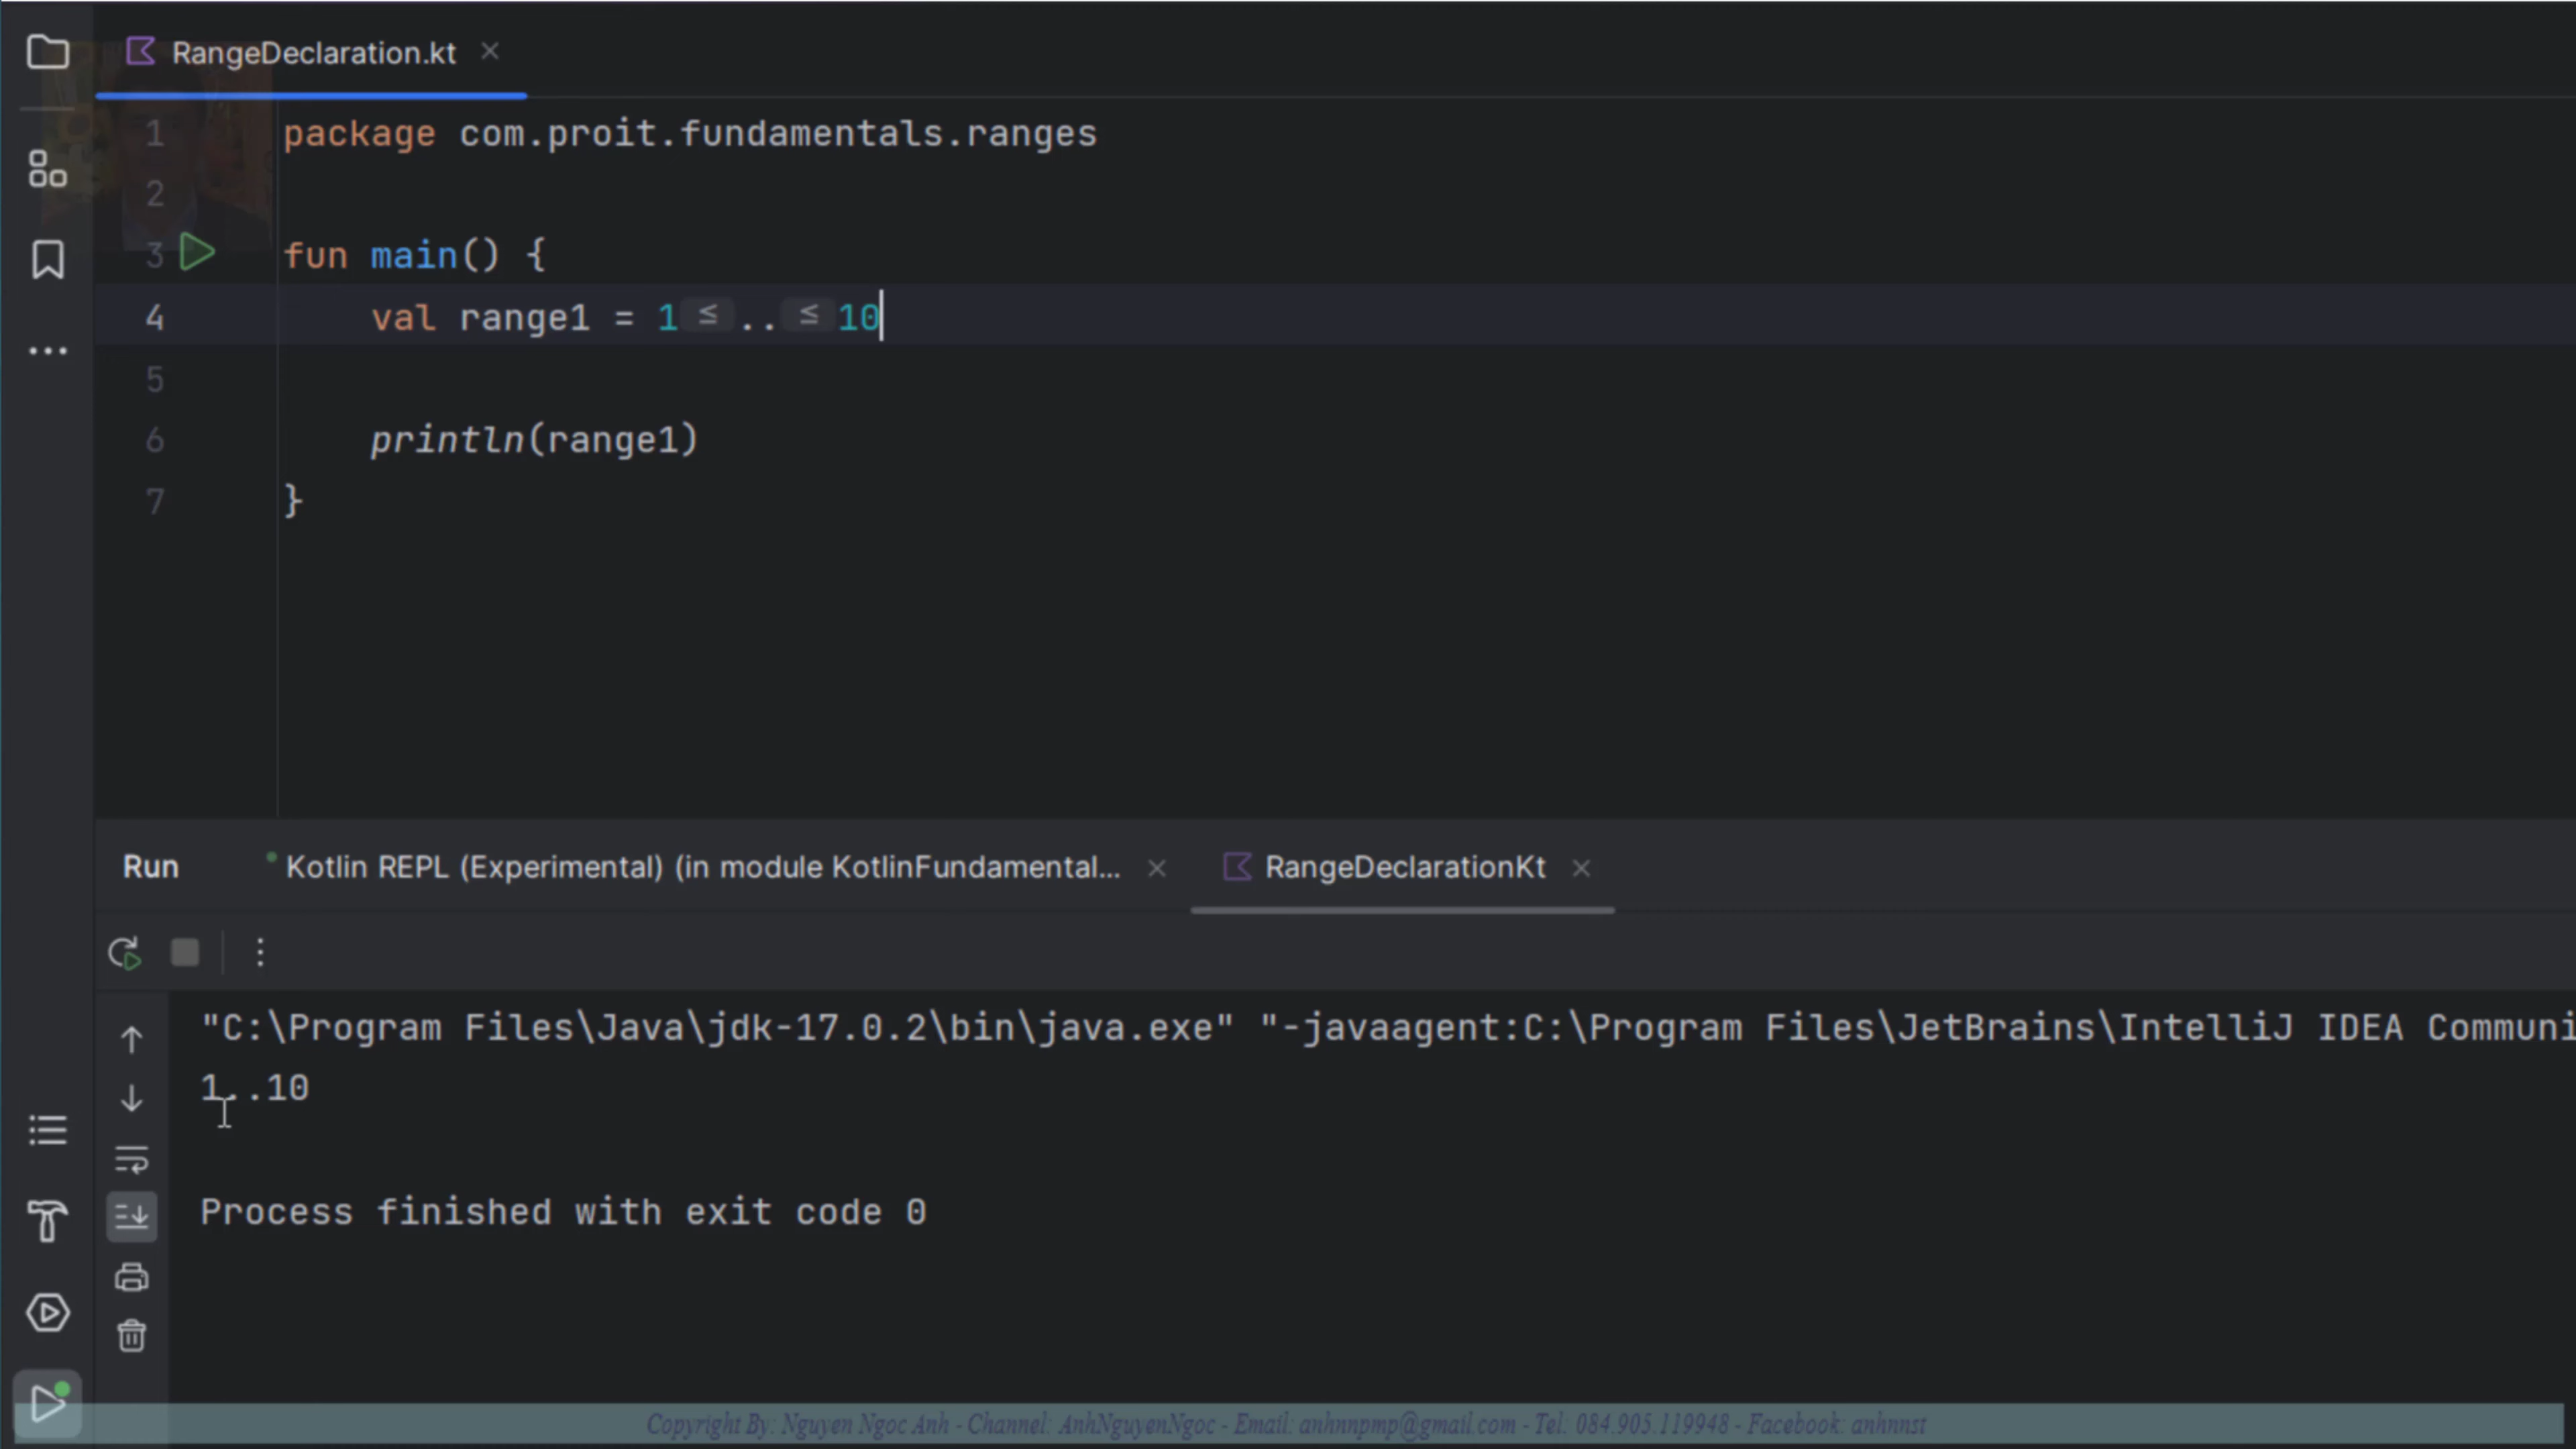 RangeDeclaration.kt
1 package com.proit.fundamentals.ranges
2
3 fun main() {
4 val range1 = 1 ≤ .. ≤ 10
5
6 println(range1)
7 }
Run Kotlin REPL (Experimental) (in module KotlinFundamental... RangeDeclarationKt
"C:\Program Files\Java\jdk-17.0.2\bin\java.exe" "-javaagent:C:\Program Files\JetBrains\IntelliJ IDEA Communi
1..10
Process finished with exit code 0
Copyright By: Nguyen Ngoc Anh - Channel: AnhNguyenNgoc - Email: anhnnpmp@gmail.com - Tel: 084.905.119948 - Facebook: anhnnst